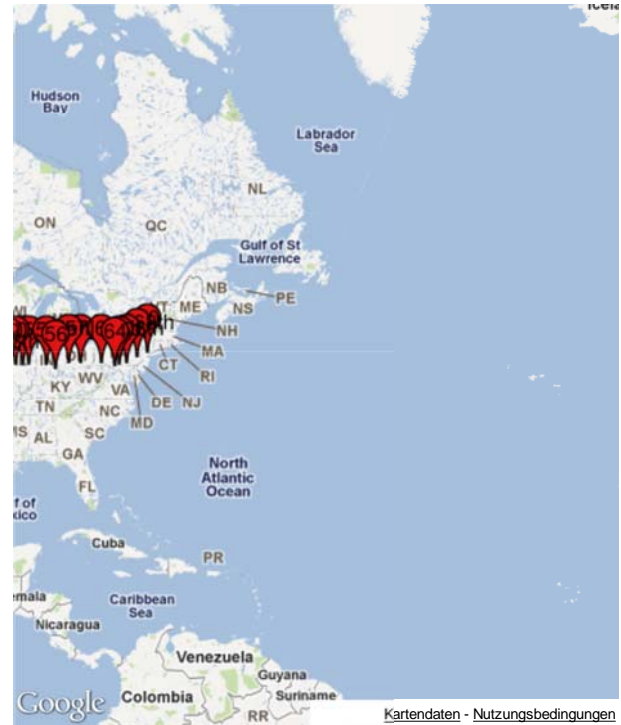 Hudson
Bay
Labrador
Sea
NL
ON
QC
Gulf of St
Lawrence
NB
PE
ME
NS
NH
MA
CT
RI
KY
WV
VA
NJ
DE
TN
NC
MD
AL
SC
GA
FL
North
Atlantic
Ocean
Cuba
PR
Caribbean
Sea
Nicaragua
Venezuela
Guyana
Suriname
Colombia
RR
Google
Kartendaten - Nutzungsbedingungen